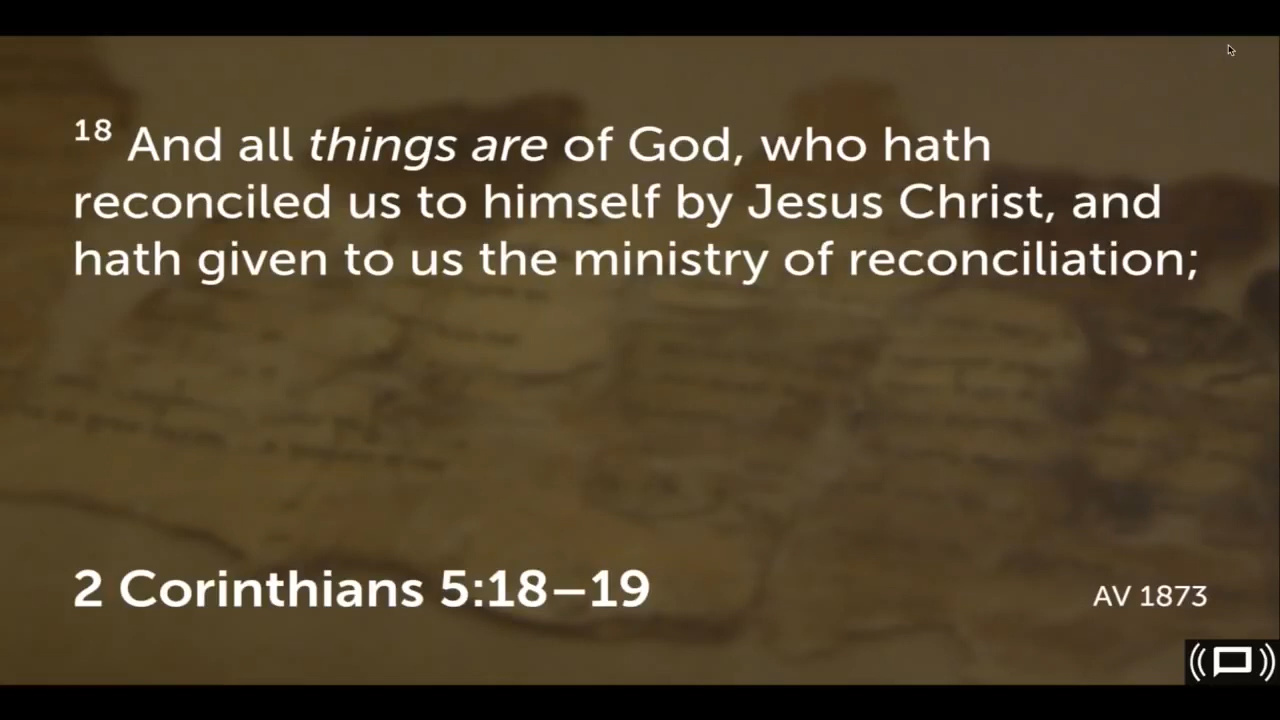 18 And all things are of God, who hath
reconciled us to himself by Jesus Christ, and
hath given to us the ministry of reconciliation;
2 Corinthians 5:18–19
AV 1873